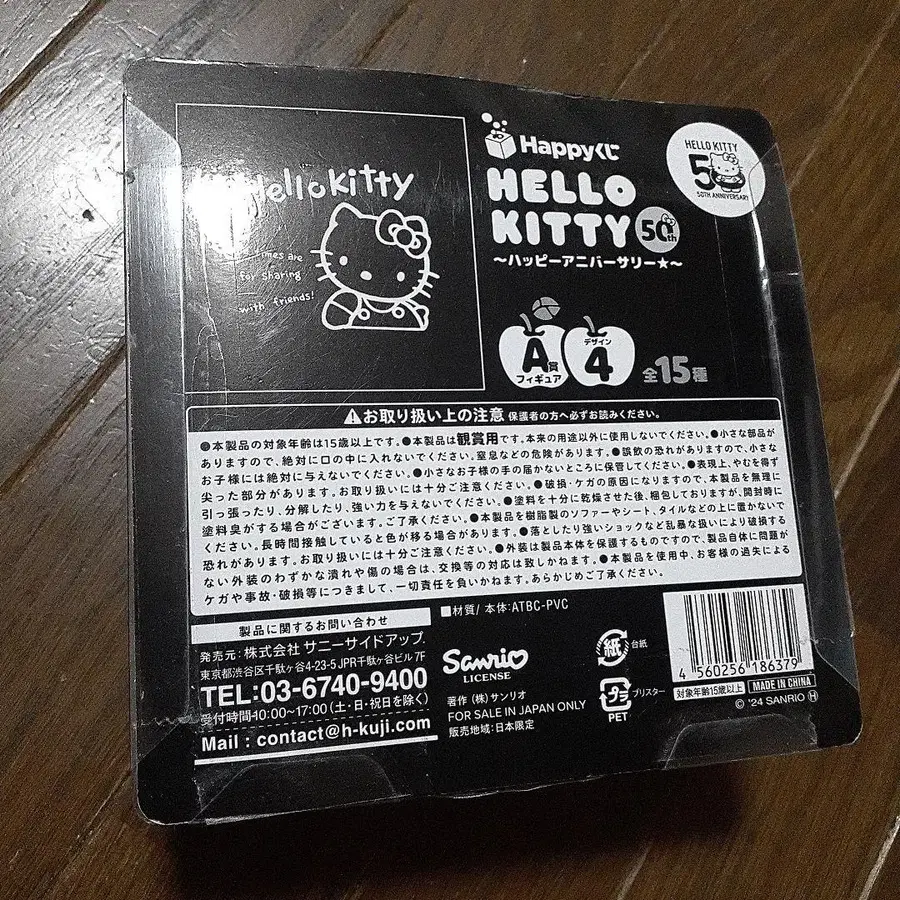 Hello Kitty
mes are
for sharing
with friends!
Happyくじ
HELLO
KITTY 50th
～ハッピーアニバーサリー★～
HELLO KITTY
50
50TH ANNIVERSARY
A賞
フィギュア
デザイン
4
全15種
⚠お取り扱い上の注意 保護者の方へ必ずお読みください。
●本製品の対象年齢は15歳以上です。●本製品は観賞用です。本来の用途以外に使用しないでください。●小さな部品が
ありますので、絶対に口の中に入れないでください。窒息などの危険があります。●誤飲の恐れがありますので、小さな
お子様には絶対に与えないでください。●小さなお子様の手の届かないところに保管してください。●表現上、やむを得ず
尖った部分があります。お取り扱いには十分ご注意ください。●破損・ケガの原因になりますので、本製品を無理に
引っ張ったり、分解したり、強い力を与えないでください。●塗料を十分に乾燥させた後、梱包しておりますが、開封時に
塗料臭がする場合がございます。ご了承ください。●本製品を樹脂製のソファーやシート、タイルなどの上に置かないで
ください。長時間接触していると色が移る場合があります。●落としたり強いショックなど乱暴な扱いにより破損する
恐れがあります。お取り扱いには十分ご注意ください。●外装は製品本体を保護するものですので、製品自体に問題が
ない外装のわずかな潰れや傷の場合は、交換等の対応は致しかねます。●本製品を使用中、お客様の過失による
ケガや事故・破損等につきまして、一切責任を負いかねます。あらかじめご了承ください。
製品に関するお問い合わせ
発売元:株式会社 サニーサイドアップ
東京都渋谷区千駄ヶ谷4-23-5 JPR千駄ヶ谷ビル 7F
TEL:03-6740-9400
受付時間10:00〜17:00(土・日・祝日を除く)
Mail : contact@h-kuji.com
■材質/ 本体:ATBC-PVC
Sanrio
LICENSE
著作 (株)サンリオ
FOR SALE IN JAPAN ONLY
販売地域:日本限定
紙 台紙
プラ ブリスター
PET
4 560256 186379
対象年齢15歳以上 MADE IN CHINA
© '24 SANRIO Ⓗ